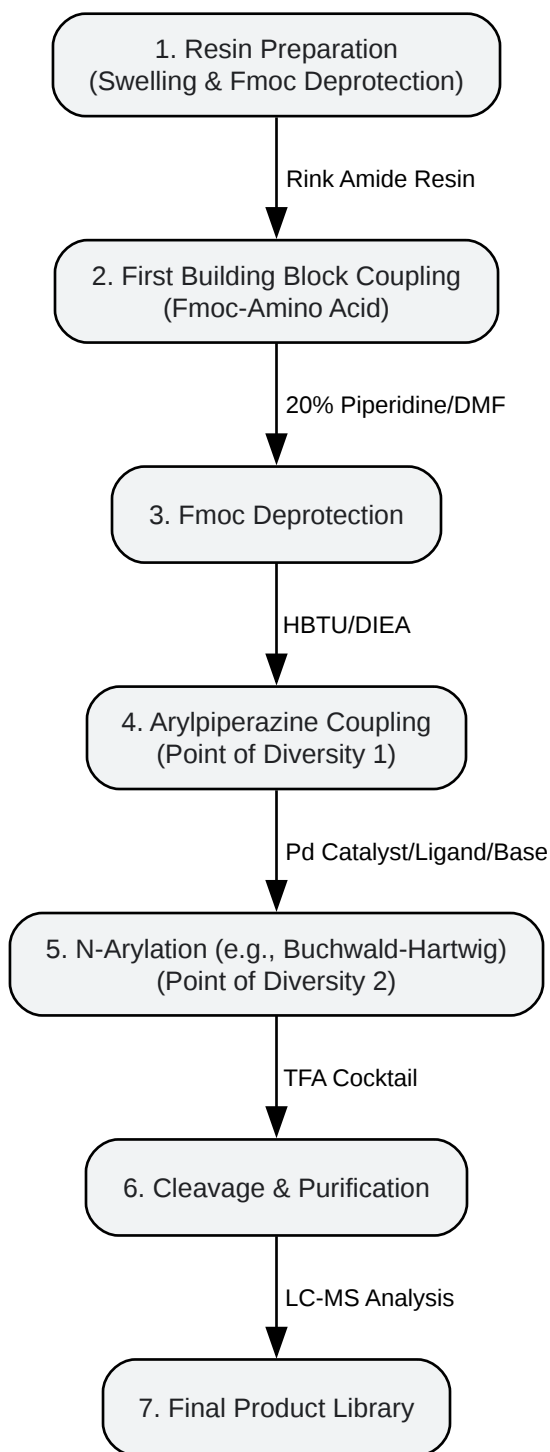 1. Resin Preparation
(Swelling & Fmoc Deprotection)
Rink Amide Resin
2. First Building Block Coupling
(Fmoc-Amino Acid)
20% Piperidine/DMF
3. Fmoc Deprotection
HBTU/DIEA
4. Arylpiperazine Coupling
(Point of Diversity 1)
Pd Catalyst/Ligand/Base
5. N-Arylation (e.g., Buchwald-Hartwig)
(Point of Diversity 2)
TFA Cocktail
6. Cleavage & Purification
LC-MS Analysis
7. Final Product Library